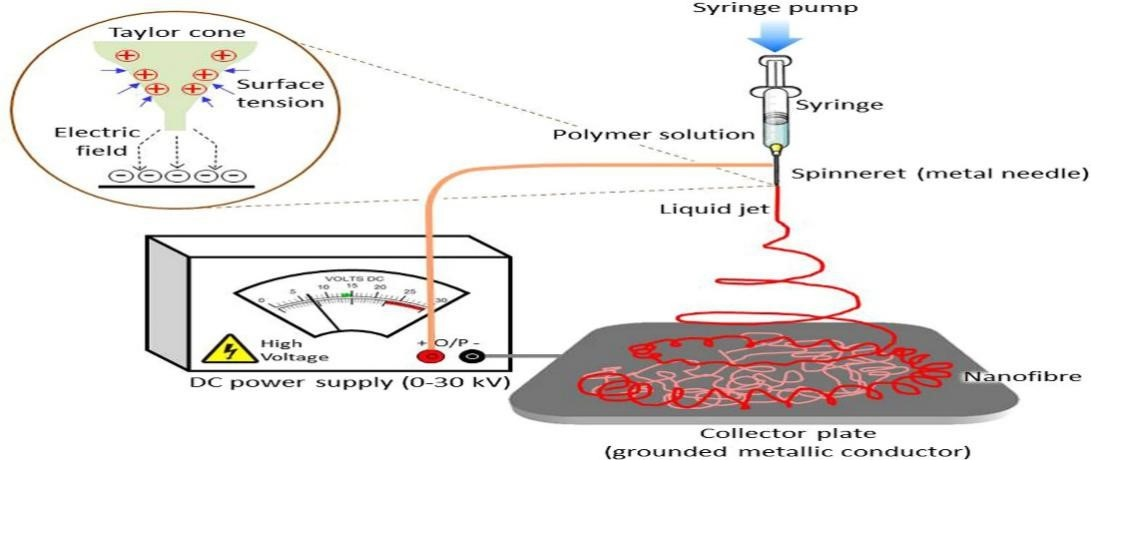 Syringe pump
Taylor cone
Surface
tension
Electric
field
Syringe
Polymer solution
Spinneret (metal needle)
Liquid jet
VOLTS DC
0 5 10 15 20 25 30
High
Voltage
+ O/P -
DC power supply (0-30 kV)
Nanofibre
Collector plate
(grounded metallic conductor)